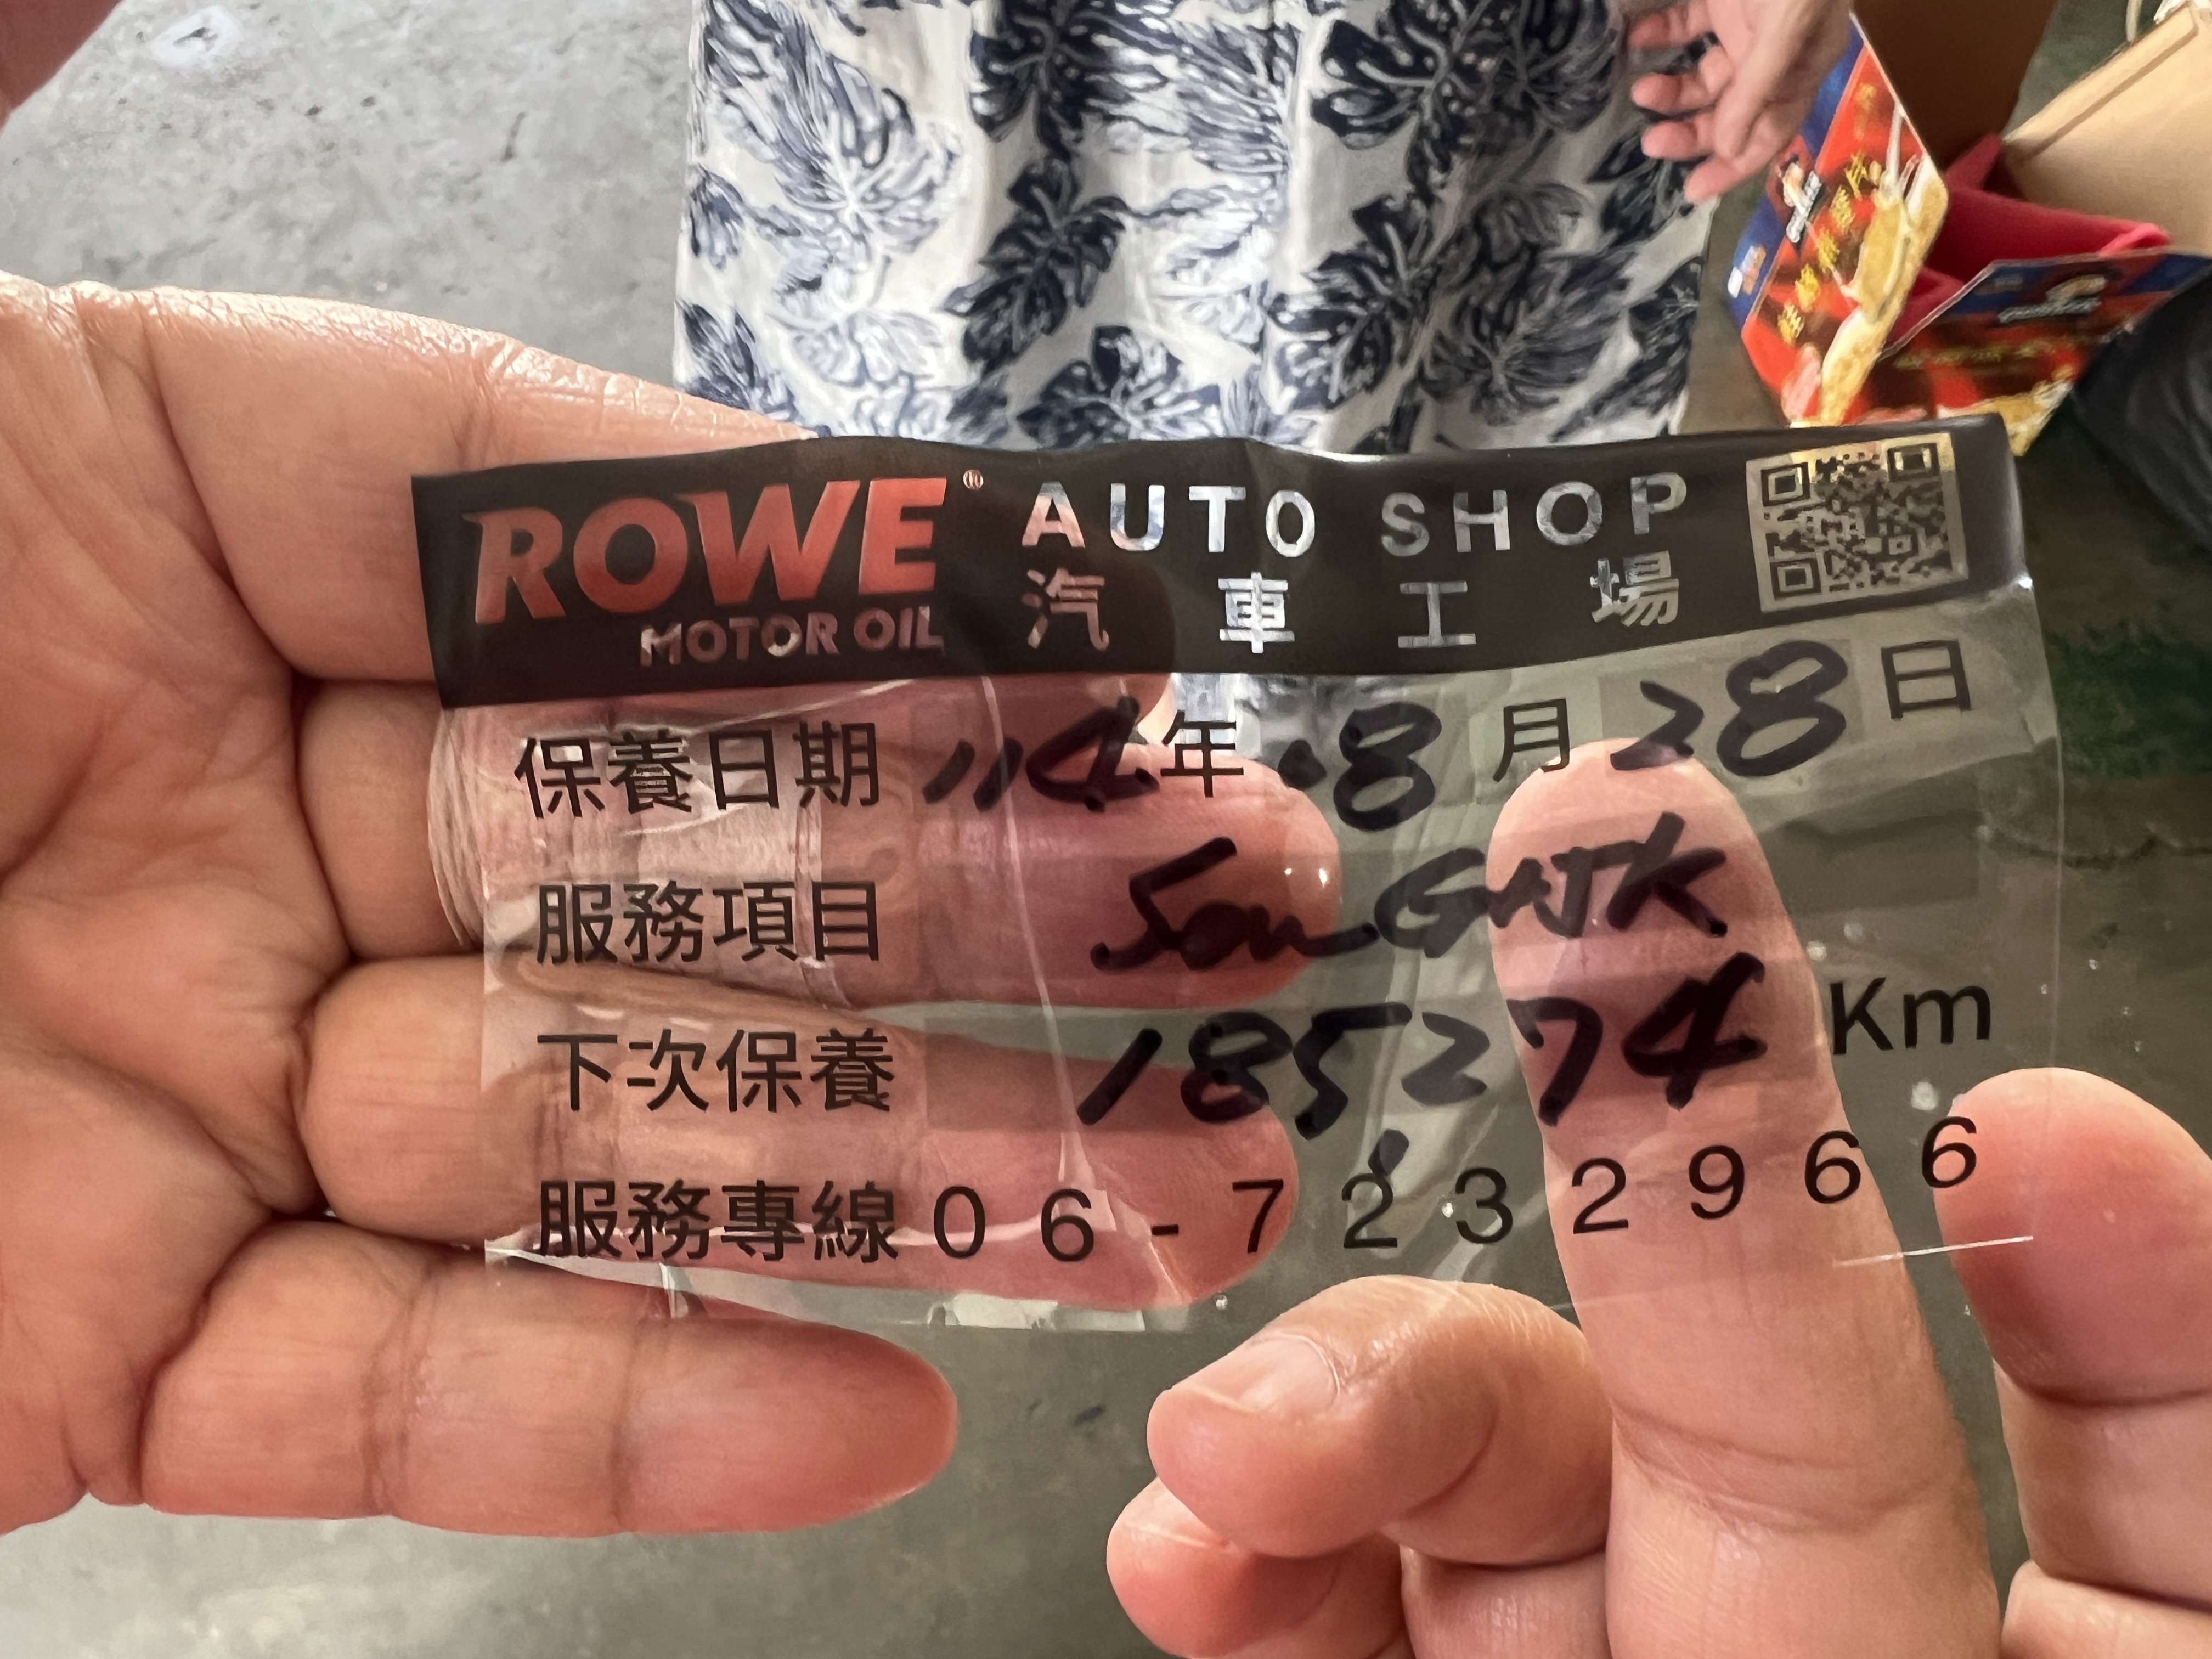 ROWE® AUTO SHOP
MOTOR OIL 汽車工場
保養日期 114年 8月28日
服務項目
下次保養 185274 Km
服務專線 06-7232966